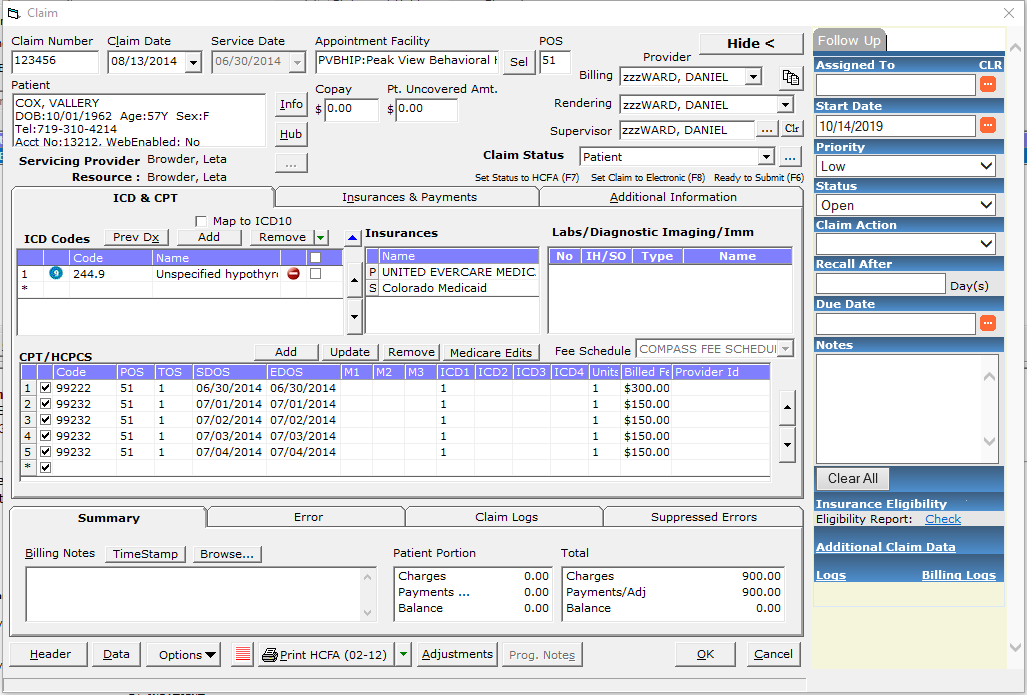 Claim
Claim Number
Claim Date
Service Date
Appointment Facility
POS
Hide <
123456
08/13/2014
06/30/2014
PVBHIP:Peak View Behavioral
Sel
51
Provider
Patient
Copay
Pt. Uncovered Amt.
Billing
zzzWARD, DANIEL
COX, VALLERY
DOB:10/01/1962 Age:57Y Sex:F
Tel:719-310-4214
Acct No:13212, WebEnabled: No
Info
$ 0.00
$ 0.00
Rendering
zzzWARD, DANIEL
Hub
Supervisor
zzzWARD, DANIEL
...
Clr
Servicing Provider Browder, Leta
...
Claim Status
Patient
...
Resource : Browder, Leta
Set Status to HCFA (F7)
Set Claim to Electronic (F8)
Ready to Submit (F6)
ICD & CPT
Insurances & Payments
Additional Information
Map to ICD10
ICD Codes
Prev Dx
Add
Remove
Code
Name
1 9 244.9 Unspecified hypothyr
*
Insurances
Name
P UNITED EVERCARE MEDIC.
S Colorado Medicaid
Labs/Diagnostic Imaging/Imm
No IH/SO Type Name
CPT/HCPCS
Add
Update
Remove
Medicare Edits
Fee Schedule
COMPASS FEE SCHEDU
Code POS TOS SDOS EDOS M1 M2 M3 ICD1 ICD2 ICD3 ICD4 Units Billed Fe Provider Id
1 99222 51 1 06/30/2014 06/30/2014 1 1 $300.00
2 99232 51 1 07/01/2014 07/01/2014 1 1 $150.00
3 99232 51 1 07/02/2014 07/02/2014 1 1 $150.00
4 99232 51 1 07/03/2014 07/03/2014 1 1 $150.00
5 99232 51 1 07/04/2014 07/04/2014 1 1 $150.00
*
Summary
Error
Claim Logs
Suppressed Errors
Billing Notes
TimeStamp
Browse...
Patient Portion
Charges 0.00
Payments ... 0.00
Balance 0.00
Total
Charges 900.00
Payments/Adj 900.00
Balance 0.00
Header
Data
Options
Print HCFA (02-12)
Adjustments
Prog. Notes
OK
Cancel
Follow Up
Assigned To CLR
...
Start Date
10/14/2019
...
Priority
Low
Status
Open
Claim Action
Recall After
Day(s)
Due Date
...
Notes
Clear All
Insurance Eligibility
Eligibility Report: Check
Additional Claim Data
Logs
Billing Logs